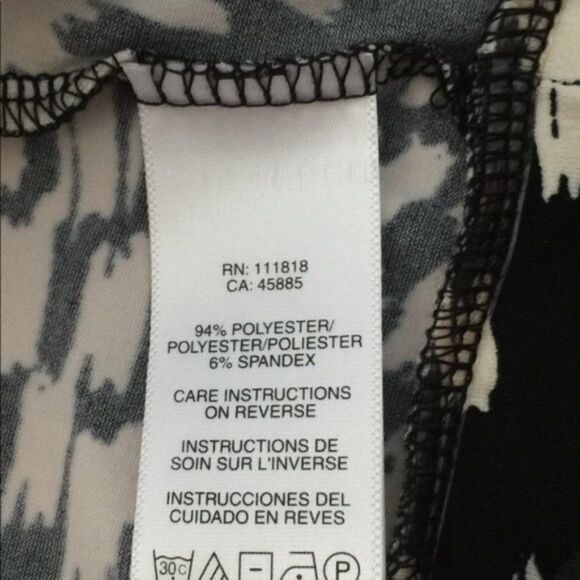 RN: 111818
CA: 45885
94% POLYESTER/
POLYESTER/POLIESTER
6% SPANDEX
CARE INSTRUCTIONS
ON REVERSE
INSTRUCTIONS DE
SOIN SUR L'INVERSE
INSTRUCCIONES DEL
CUIDADO EN REVES
30C P